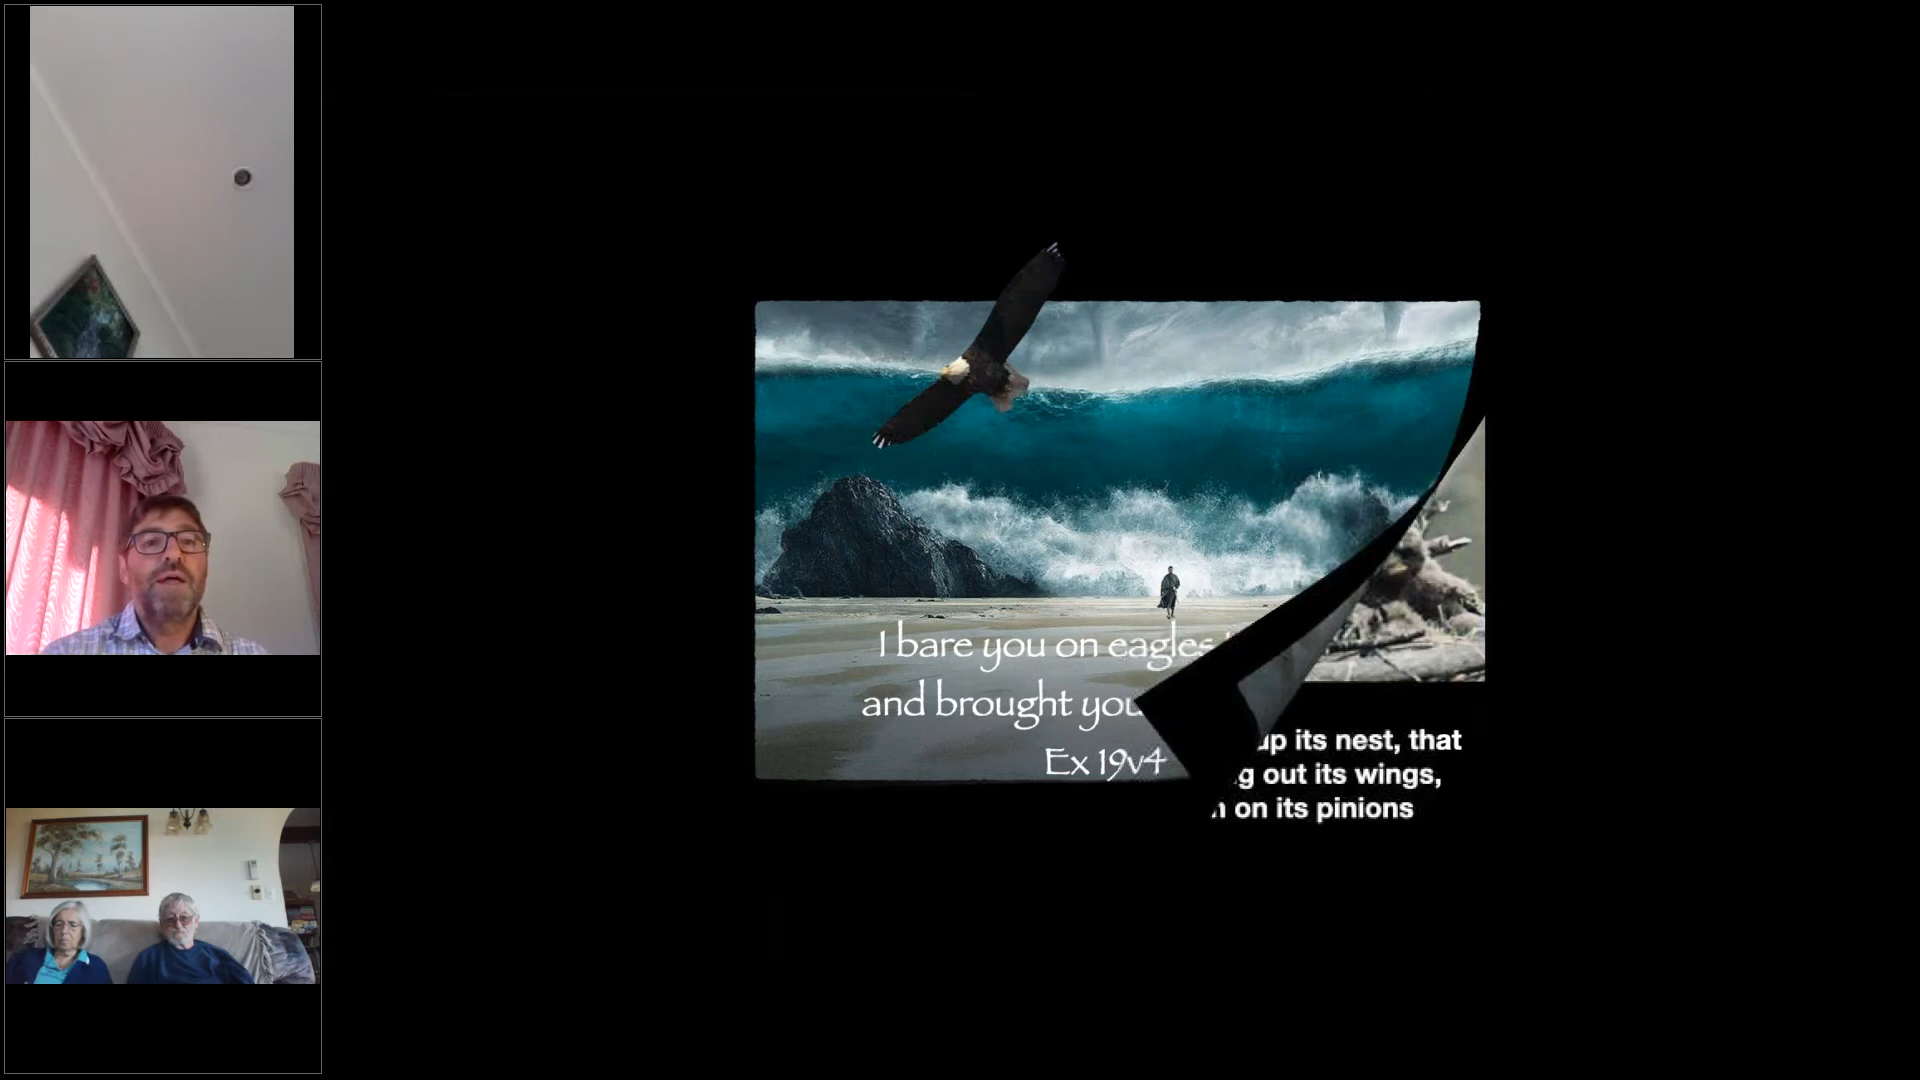 I bare you on eagles
and brought you
Ex 19v4
up its nest, that
out its wings,
on its pinions